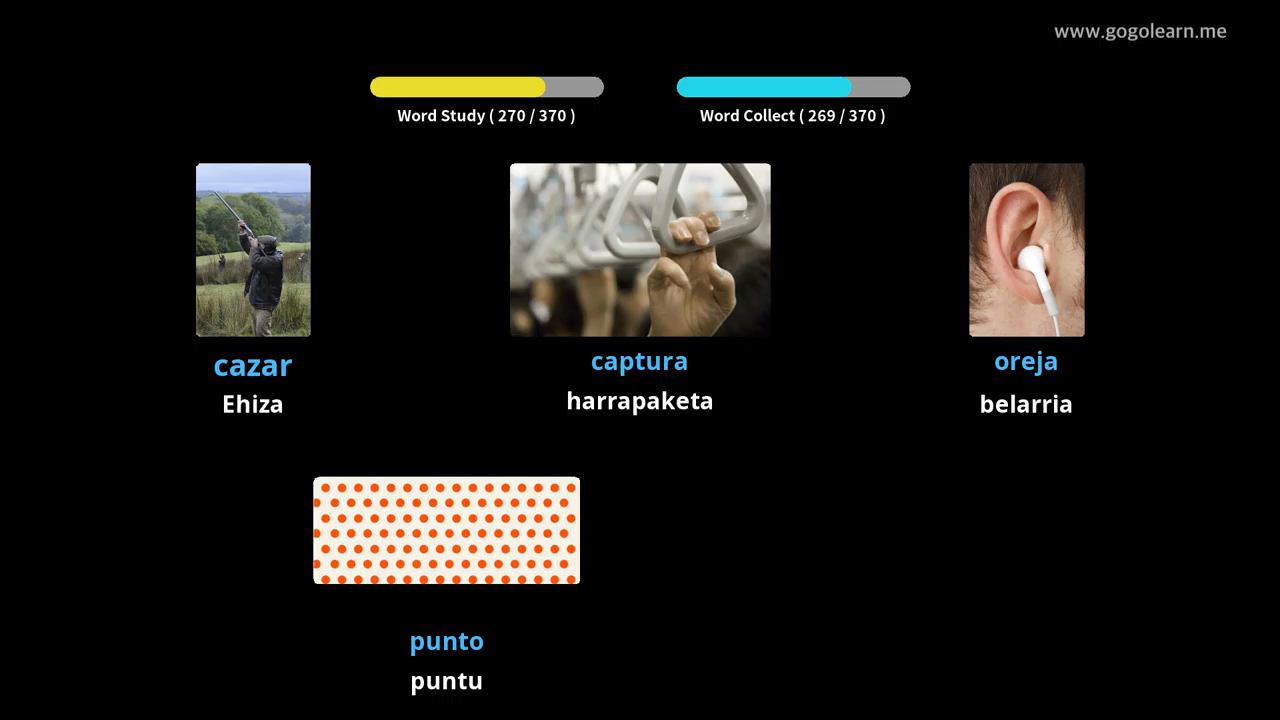 www.gogolearn.me
Word Study ( 270 / 370 )
Word Collect ( 269 / 370 )
cazar
Ehiza
captura
harrapaketa
oreja
belarria
punto
puntu